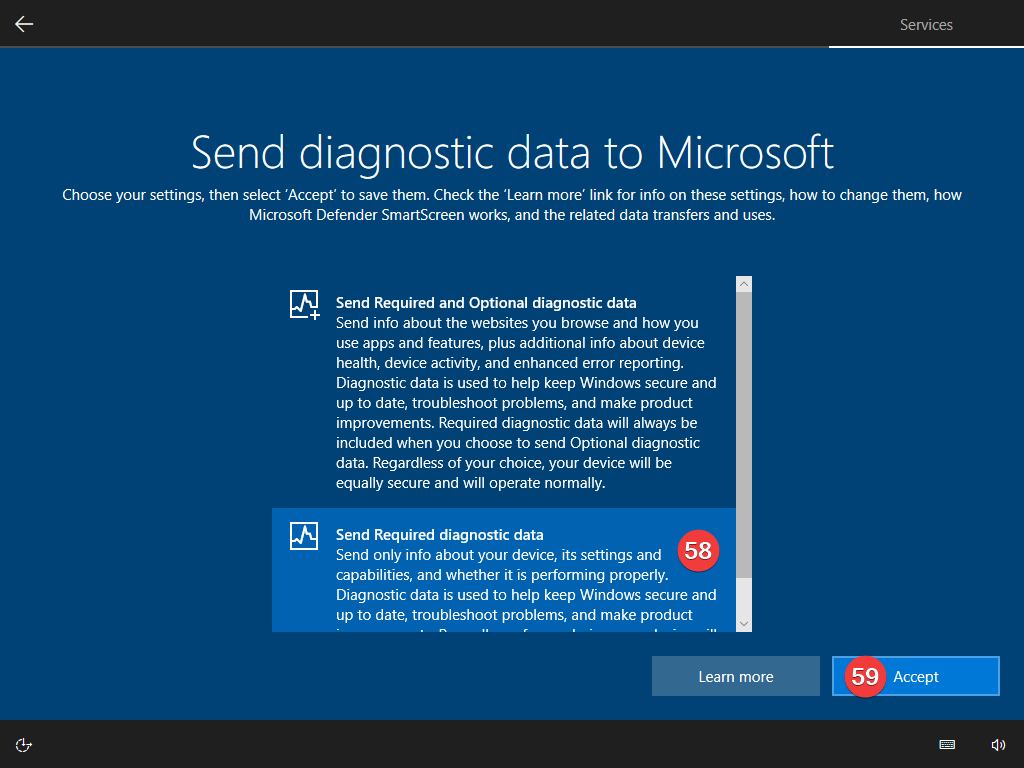 Services
Send diagnostic data to Microsoft
Choose your settings, then select ‘Accept’ to save them. Check the ‘Learn more’ link for info on these settings, how to change them, how
Microsoft Defender SmartScreen works, and the related data transfers and uses.
Send Required and Optional diagnostic data
Send info about the websites you browse and how you
use apps and features, plus additional info about device
health, device activity, and enhanced error reporting.
Diagnostic data is used to help keep Windows secure and
up to date, troubleshoot problems, and make product
improvements. Required diagnostic data will always be
included when you choose to send Optional diagnostic
data. Regardless of your choice, your device will be
equally secure and will operate normally.
Send Required diagnostic data
Send only info about your device, its settings and
capabilities, and whether it is performing properly.
Diagnostic data is used to help keep Windows secure and
up to date, troubleshoot problems, and make product
58
Learn more
59
Accept